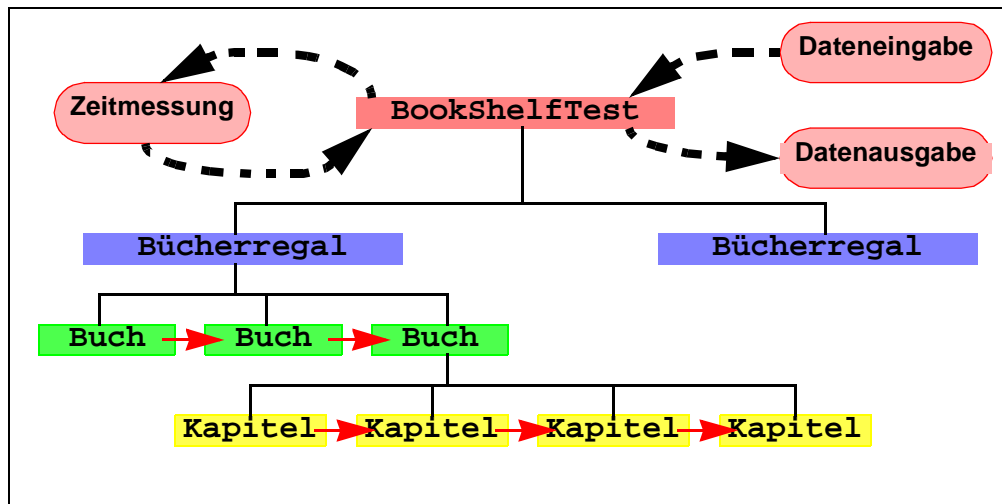 Dateneingabe
Zeitmessung
BookShelfTest
Datenausgabe
Bücherregal
Bücherregal
Buch
Buch
Buch
Kapitel
Kapitel
Kapitel
Kapitel